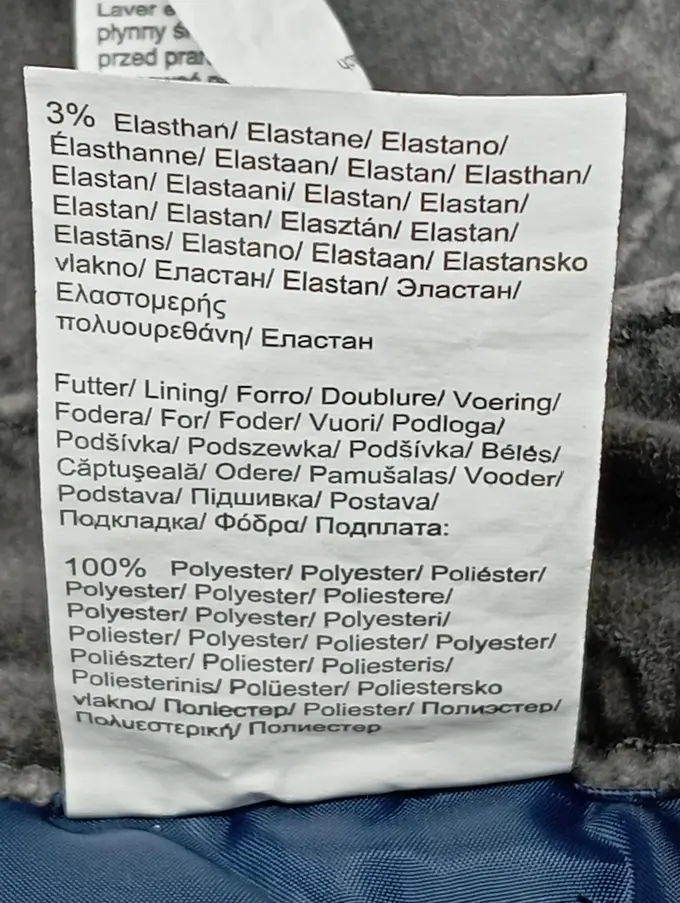 Laver
płynny
przed
3% Elasthan/ Elastane/ Elastano/
Élasthanne/ Elastaan/ Elastan/ Elasthan/
Elastan/ Elastaani/ Elastan/ Elastan/
Elastan/ Elastan/ Elasztán/ Elastan/
Elastāns/ Elastano/ Elastaan/ Elastansko
vlakno/ Еластан/ Elastan/ Эластан/
Ελαστομερής
πολυουρεθάνη/ Еластан
Futter/ Lining/ Forro/ Doublure/ Voering/
Fodera/ For/ Foder/ Vuori/ Podloga/
Podšívka/ Podszewka/ Podšívka/ Bélés/
Căptuşeală/ Odere/ Pamušalas/ Vooder/
Podstava/ Підшивка/ Postava/
Подкладка/ Φόδρα/ Подплата:
100% Polyester/ Polyester/ Poliéster/
Polyester/ Polyester/ Poliestere/
Polyester/ Polyester/ Polyesteri/
Poliester/ Polyester/ Poliester/ Polyester/
Poliészter/ Poliester/ Poliesteris/
Poliesterinis/ Polüester/ Poliestersko
vlakno/ Поліестер/ Poliester/ Полиэстер/
Πολυεστερική/ Полиестер